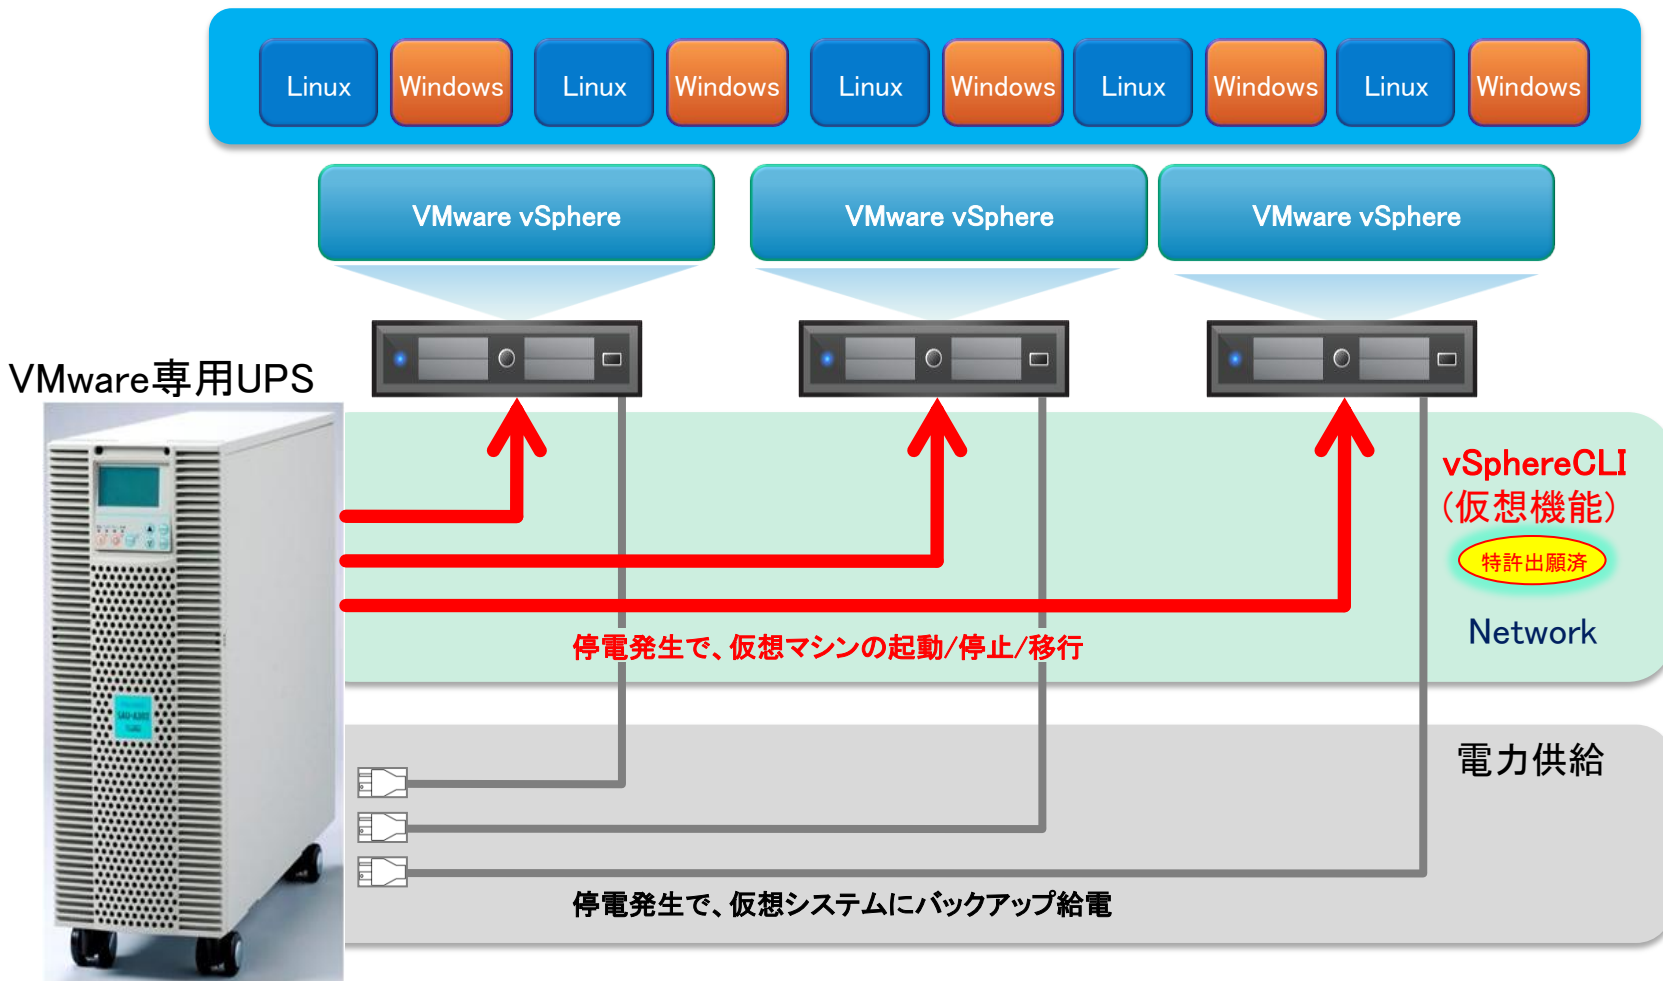 Linux Windows Linux Windows Linux Windows Linux Windows Linux Windows
VMware vSphere VMware vSphere VMware vSphere
VMware専用UPS
vSphereCLI
(仮想機能)
特許出願済
Network
停電発生で、仮想マシンの起動/停止/移行
電力供給
停電発生で、仮想システムにバックアップ給電